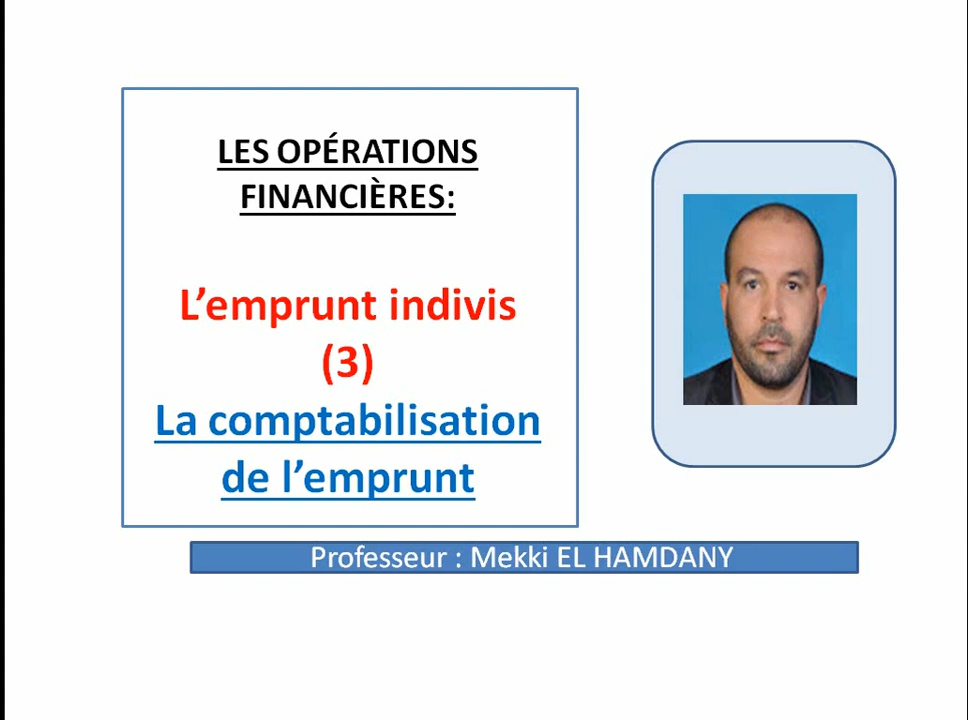 LES OPÉRATIONS
FINANCIÈRES:
L’emprunt indivis
(3)
La comptabilisation
de l’emprunt
Professeur : Mekki EL HAMDANY